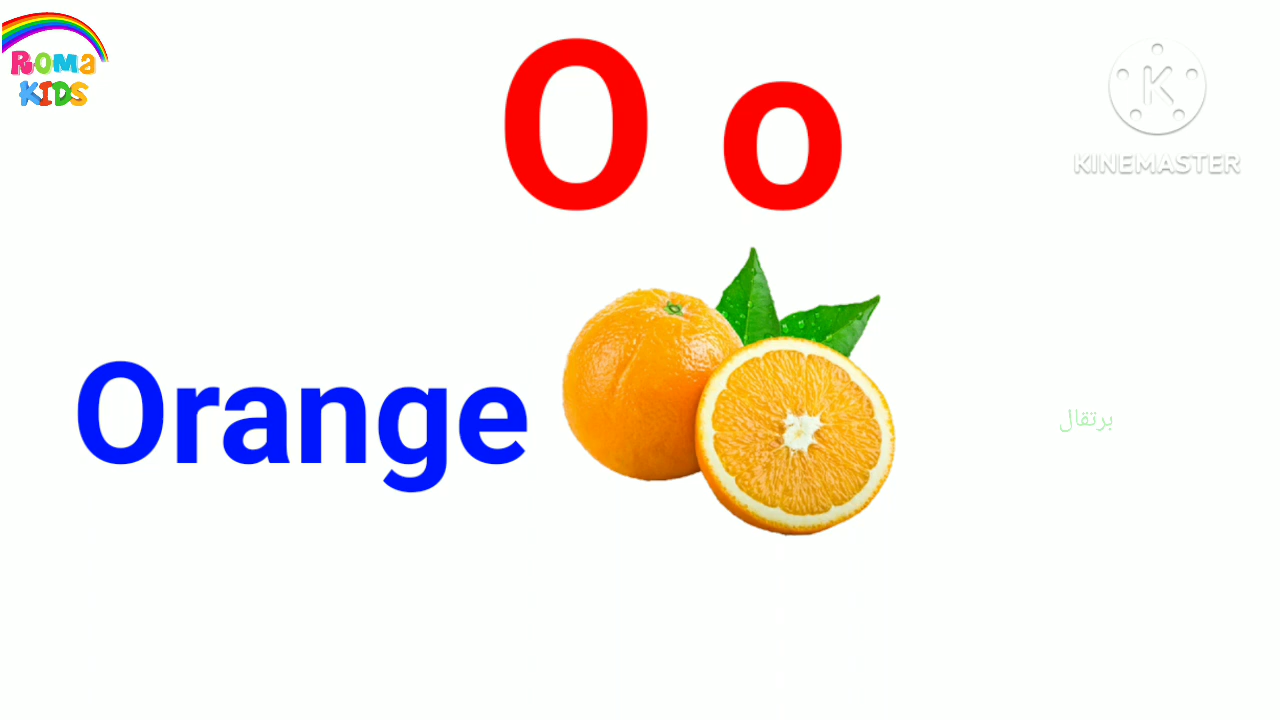 ROMA
KIDS
O o
KINEMASTER
Orange
برتقال